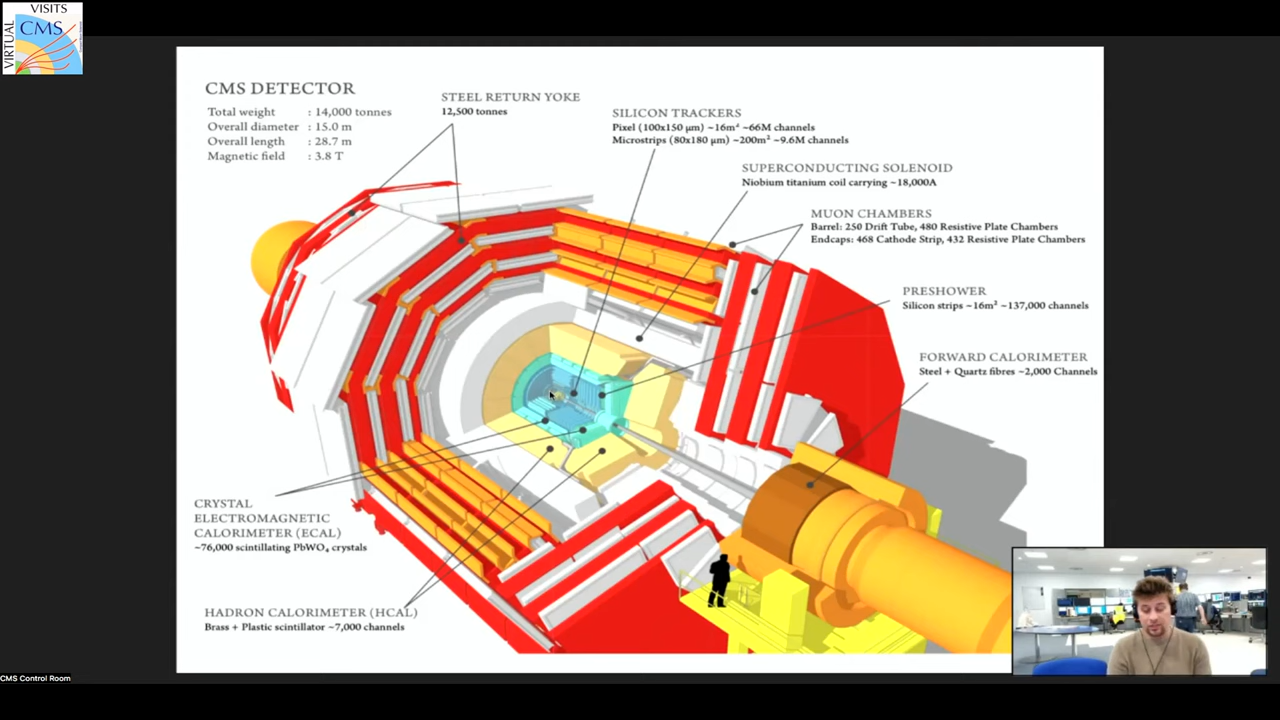 VISITS
CMS
VIRTUAL
CMS DETECTOR
Total weight : 14,000 tonnes
Overall diameter : 15.0 m
Overall length : 28.7 m
Magnetic field : 3.8 T
STEEL RETURN YOKE
12,500 tonnes
SILICON TRACKERS
Pixel (100x150 μm) ~16m² ~66M channels
Microstrips (80x180 μm) ~200m² ~9.6M channels
SUPERCONDUCTING SOLENOID
Niobium titanium coil carrying ~18,000A
MUON CHAMBERS
Barrel: 250 Drift Tube, 480 Resistive Plate Chambers
Endcaps: 468 Cathode Strip, 432 Resistive Plate Chambers
PRESHOWER
Silicon strips ~16m² ~137,000 channels
FORWARD CALORIMETER
Steel + Quartz fibres ~2,000 Channels
CRYSTAL
ELECTROMAGNETIC
CALORIMETER (ECAL)
~76,000 scintillating PbWO₄ crystals
HADRON CALORIMETER (HCAL)
Brass + Plastic scintillator ~7,000 channels
CMS Control Room